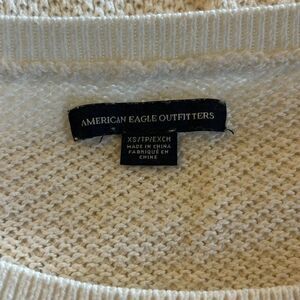 AMERICAN EAGLE OUTFITTERS
XS/TP/EXCH
MADE IN CHINA
FABRIQUÉ EN
CHINE